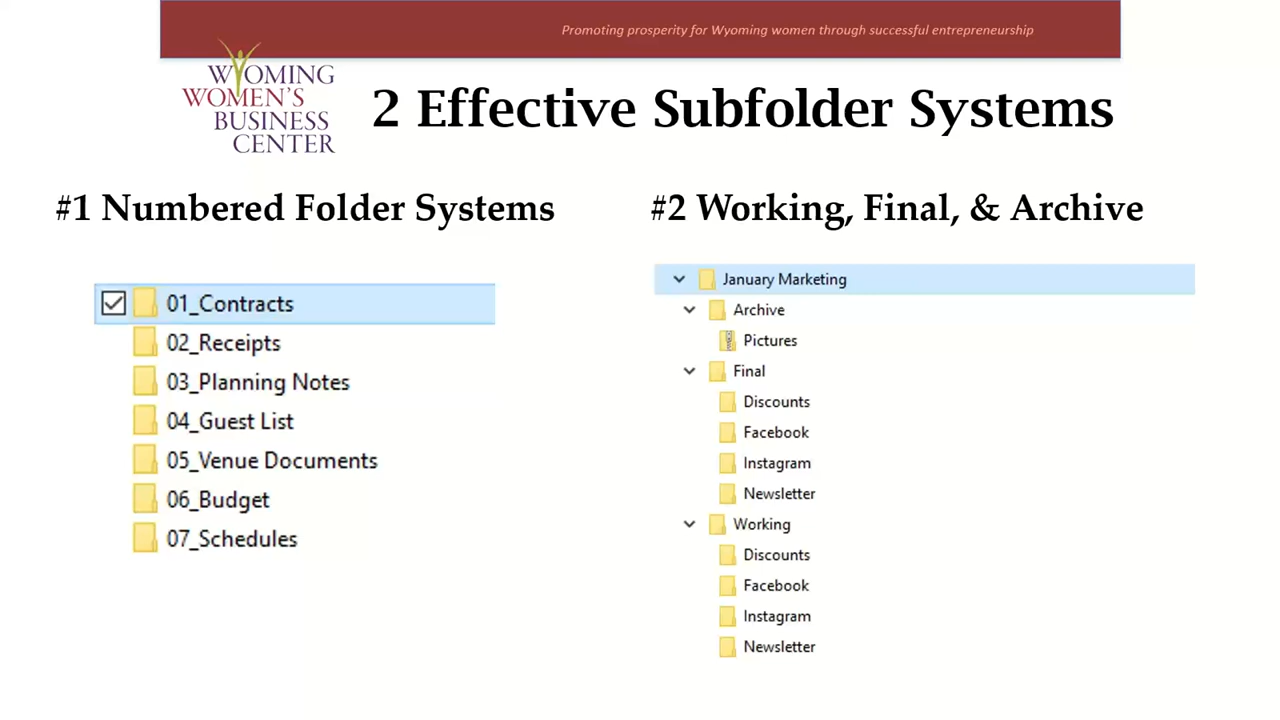 Promoting prosperity for Wyoming women through successful entrepreneurship
WYOMING
WOMEN'S
BUSINESS
CENTER
2 Effective Subfolder Systems
#1 Numbered Folder Systems
01_Contracts
02_Receipts
03_Planning Notes
04_Guest List
05_Venue Documents
06_Budget
07_Schedules
#2 Working, Final, & Archive
January Marketing
Archive
Pictures
Final
Discounts
Facebook
Instagram
Newsletter
Working
Discounts
Facebook
Instagram
Newsletter